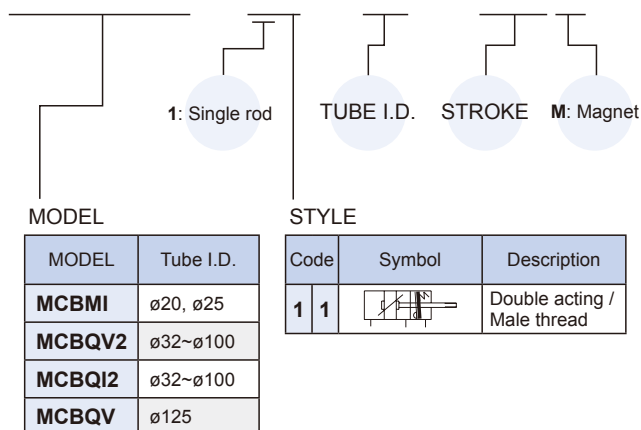 1: Single rod
TUBE I.D.
STROKE
M: Magnet
MODEL
MODEL Tube I.D.
MCBMI ø20, ø25
MCBQV2 ø32~ø100
MCBQI2 ø32~ø100
MCBQV ø125
STYLE
Code Symbol Description
1 1 Double acting /
Male thread